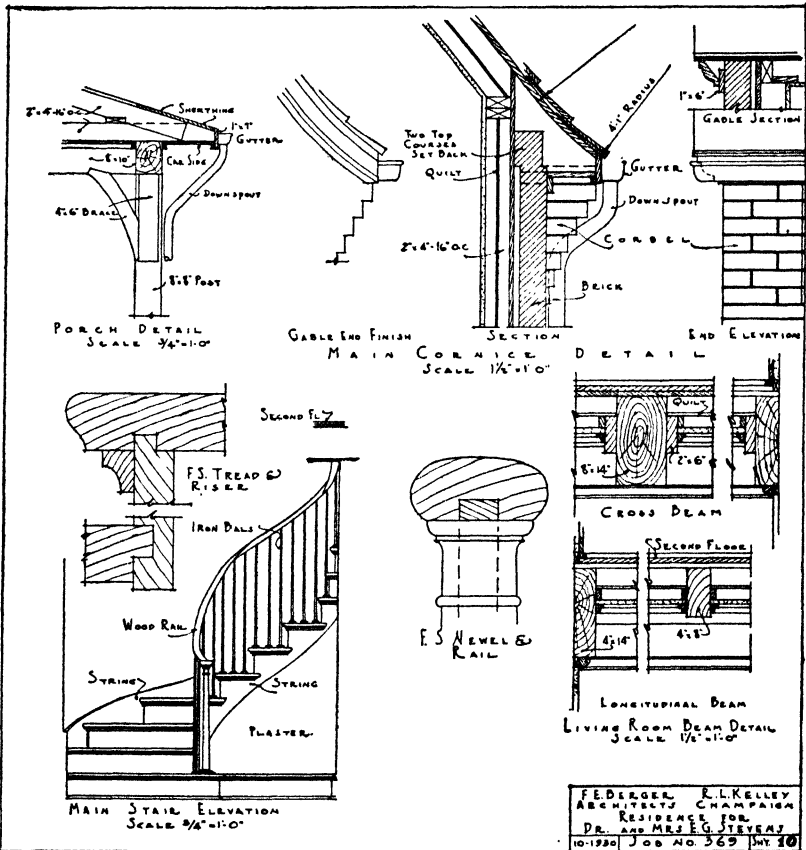 2"x4"-16" O.C.
SHEATHING
1"x7"
GUTTER
8"x10"
CAR SIDE
4"x6" BRACE
DOWNSPOUT
8"x8" POST
PORCH DETAIL
SCALE 3/4"=1'-0"
4'-1" RADIUS
TWO TOP
COURSES
SET BACK
QUILT
GUTTER
DOWNSPOUT
2"x4"-16" O.C.
CORBEL
BRICK
1"x6"
GABLE SECTION
GABLE END FINISH
SECTION
END ELEVATION
MAIN CORNICE DETAIL
SCALE 1 1/2"=1'-0"
F.S. TREAD &
RISER
SECOND FL.
IRON BALS
WOOD RAIL
STRING
STRING
PLASTER
MAIN STAIR ELEVATION
SCALE 3/4"=1'-0"
F.S. NEWEL &
RAIL
QUILT
8"x14"
2"x6"
CROSS BEAM
SECOND FLOOR
4"x14"
4"x8"
LONGITUDINAL BEAM
LIVING ROOM BEAM DETAIL
SCALE 1 1/2"=1'-0"
F.E. BERGER R.L. KELLEY
ARCHITECTS CHAMPAIGN
RESIDENCE FOR
DR. AND MRS E.G. STEVENS
10-1930 JOB NO. 369 SHT. 10